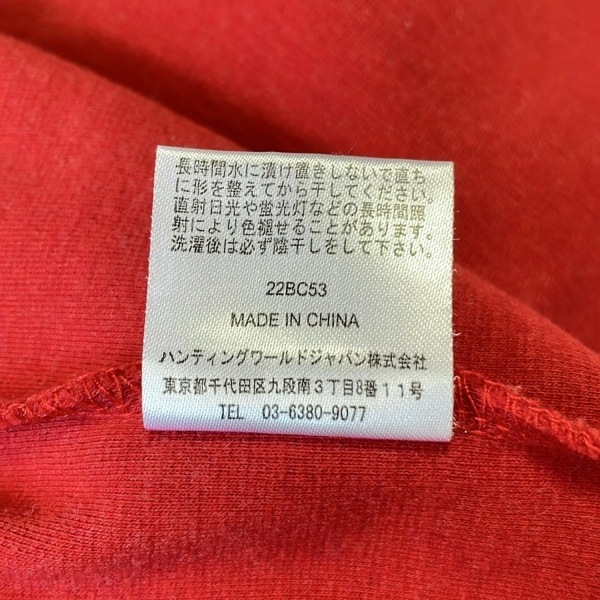 長時間水に漬け置きしないで直ち
に形を整えてから干してください。
直射日光や蛍光灯などの長時間照
射により色褪せることがあります。
洗濯後は必ず陰干しをして下さい。
22BC53
MADE IN CHINA
ハンティングワールドジャパン株式会社
東京都千代田区九段南3丁目8番11号
TEL 03-6380-9077